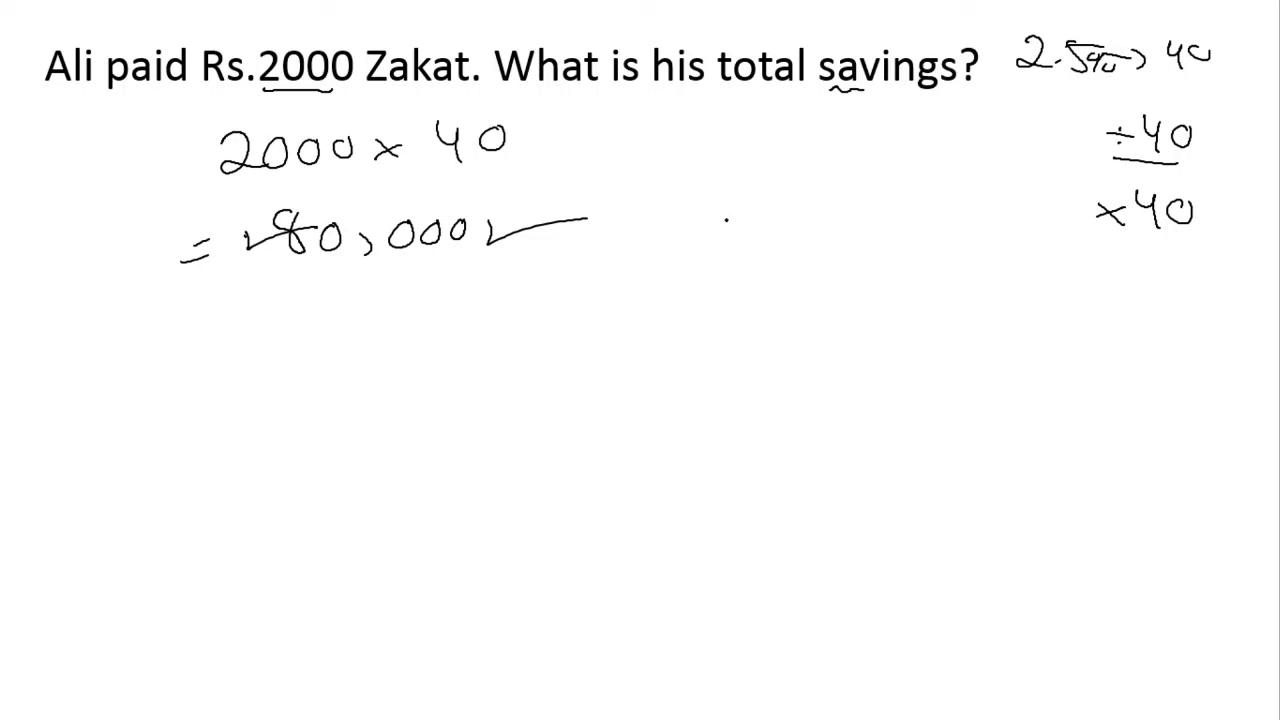 Ali paid Rs.2000 Zakat. What is his total savings? 2.5% > 40
2000 × 40
÷40
= 80,000
×40